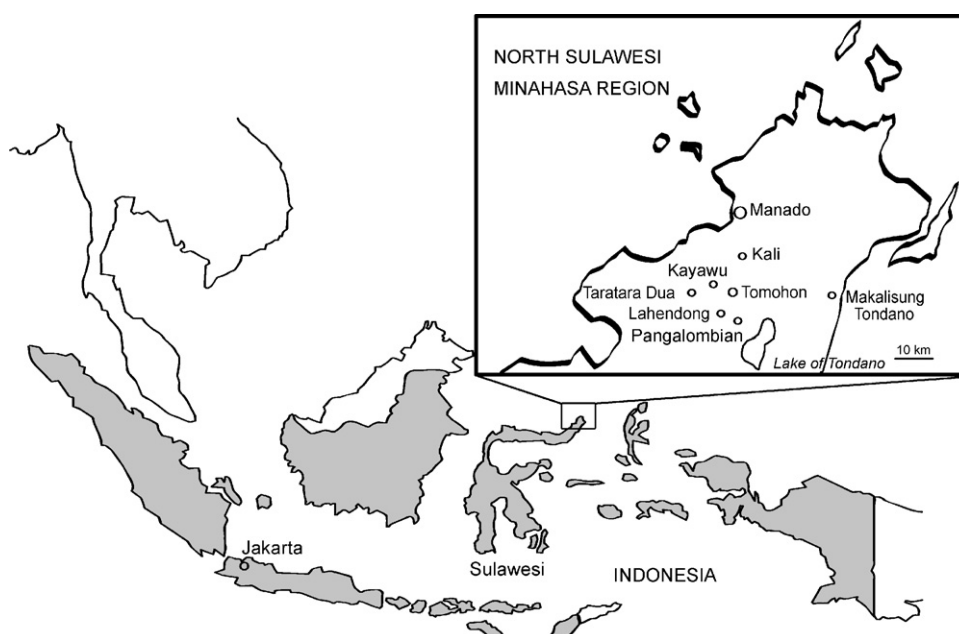 NORTH SULAWESI
MINAHASA REGION
Manado
Kali
Kayawu
Taratara Dua
Tomohon
Makalisung
Tondano
Lahendong
Pangalombian
Lake of Tondano
10 km
Jakarta
Sulawesi
INDONESIA